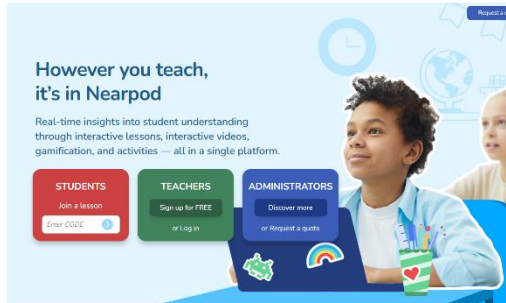 Request a
However you teach,
it's in Nearpod
Real-time insights into student understanding
through interactive lessons, interactive videos,
gamification, and activities — all in a single platform.
STUDENTS
Join a lesson
Enter CODE
TEACHERS
Sign up for FREE
or Log in
ADMINISTRATORS
Discover more
or Request a quote